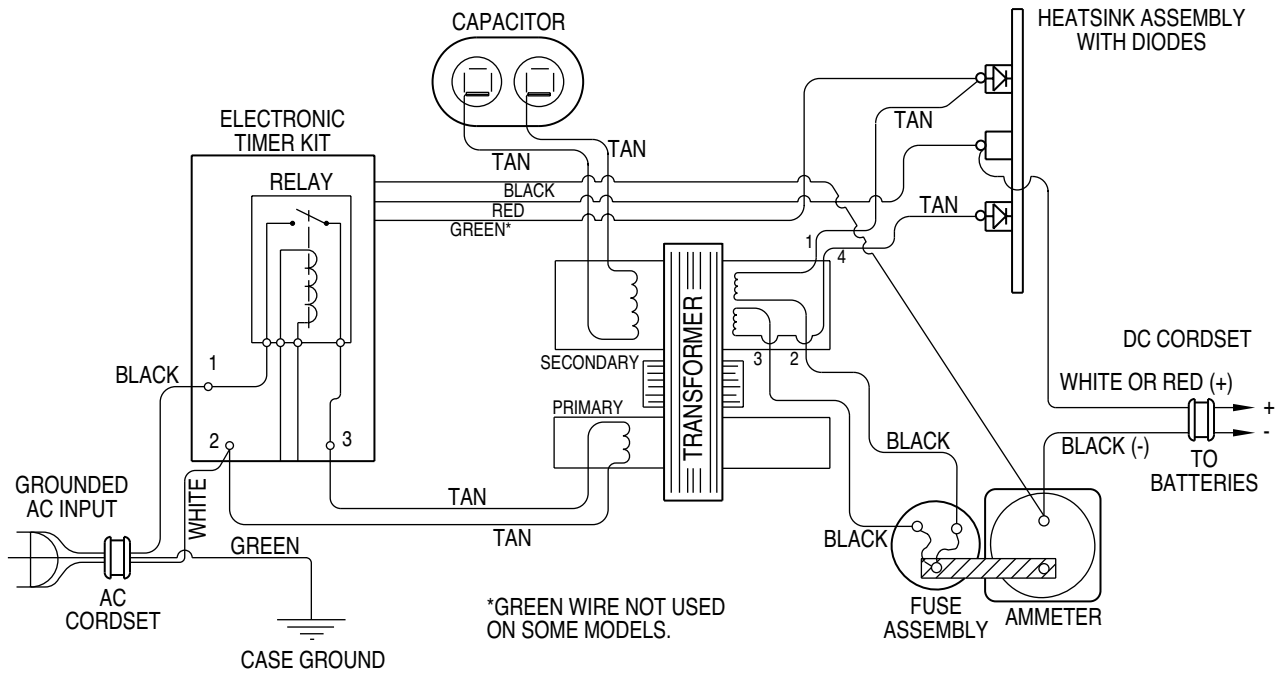 CAPACITOR
HEATSINK ASSEMBLY
WITH DIODES
ELECTRONIC
TIMER KIT
RELAY
TAN
TAN
TAN
BLACK
RED
GREEN*
TAN
1
4
TRANSFORMER
SECONDARY
3
2
PRIMARY
DC CORDSET
WHITE OR RED (+)
+
BLACK (-)
-
TO
BATTERIES
BLACK
1
2
3
BLACK
GROUNDED
AC INPUT
WHITE
TAN
TAN
GREEN
BLACK
AC
CORDSET
*GREEN WIRE NOT USED
ON SOME MODELS.
FUSE
ASSEMBLY
AMMETER
CASE GROUND